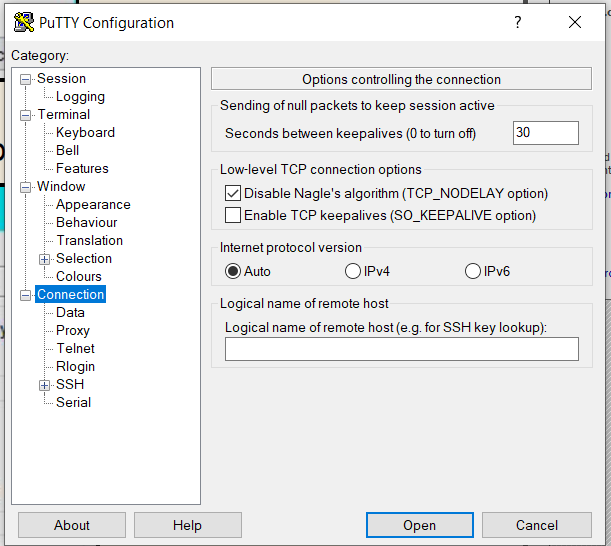 PuTTY Configuration
?
Category:
Session
Logging
Terminal
Keyboard
Bell
Features
Window
Appearance
Behaviour
Translation
Selection
Colours
Connection
Data
Proxy
Telnet
Rlogin
SSH
Serial
Options controlling the connection
Sending of null packets to keep session active
Seconds between keepalives (0 to turn off) 30
Low-level TCP connection options
Disable Nagle's algorithm (TCP_NODELAY option)
Enable TCP keepalives (SO_KEEPALIVE option)
Internet protocol version
Auto IPv4 IPv6
Logical name of remote host
Logical name of remote host (e.g. for SSH key lookup):
About Help Open Cancel